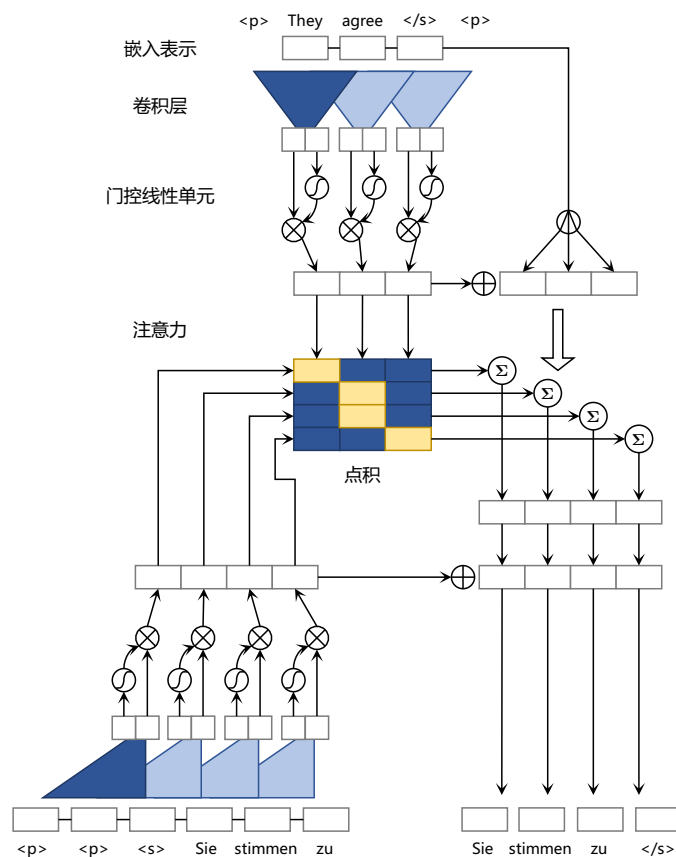 <p> They agree </s> <p>
嵌入表示
卷积层
门控线性单元
注意力
Σ
Σ
Σ
Σ
点积
<p> <p> <s> Sie stimmen zu
Sie stimmen zu </s>